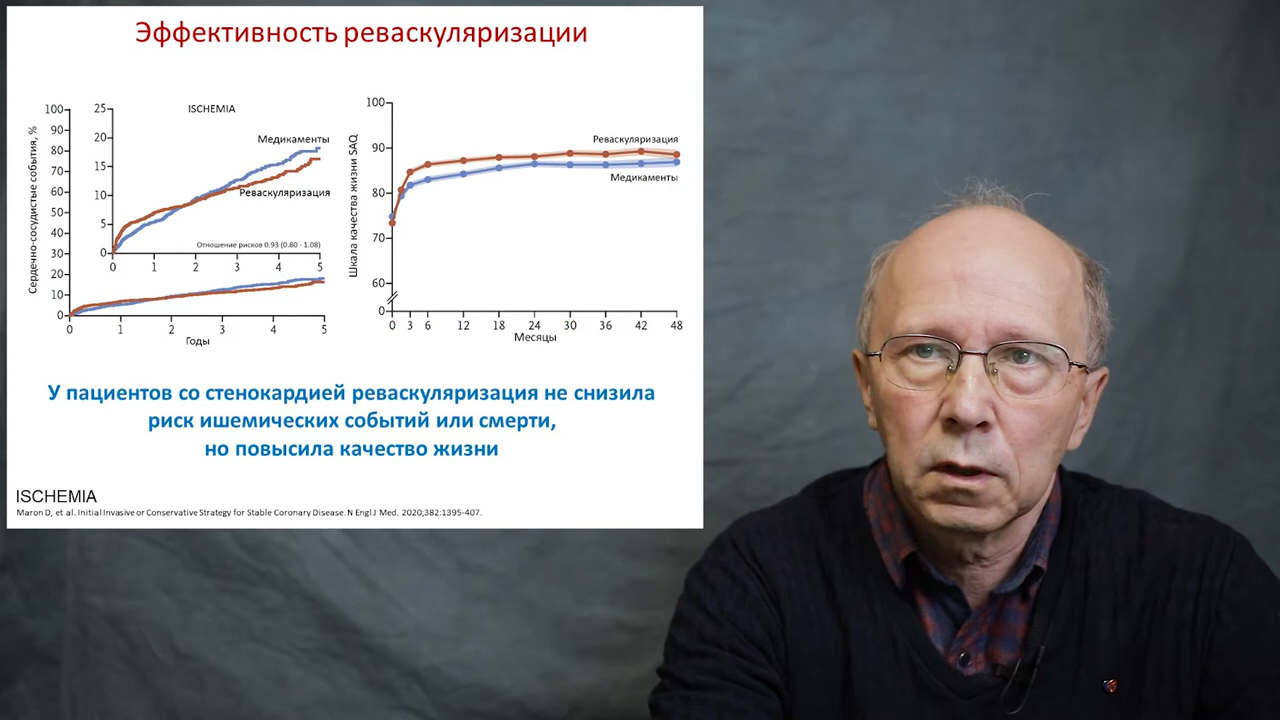 Эффективность реваскуляризации
ISCHEMIA
Сердечно-сосудистые события, %
100
90
80
70
60
50
40
30
20
10
0
25
20
15
10
5
0
Медикаменты
Реваскуляризация
Отношение рисков 0.93 (0.80 - 1.08)
0 1 2 3 4 5
0 1 2 3 4 5
Годы
Шкала качества жизни SAQ
100
90
80
70
60
0
Реваскуляризация
Медикаменты
0 3 6 12 18 24 30 36 42 48
Месяцы
У пациентов со стенокардией реваскуляризация не снизила
риск ишемических событий или смерти,
но повысила качество жизни
ISCHEMIA
Maron D, et al. Initial Invasive or Conservative Strategy for Stable Coronary Disease. N Engl J Med. 2020;382:1395-407.